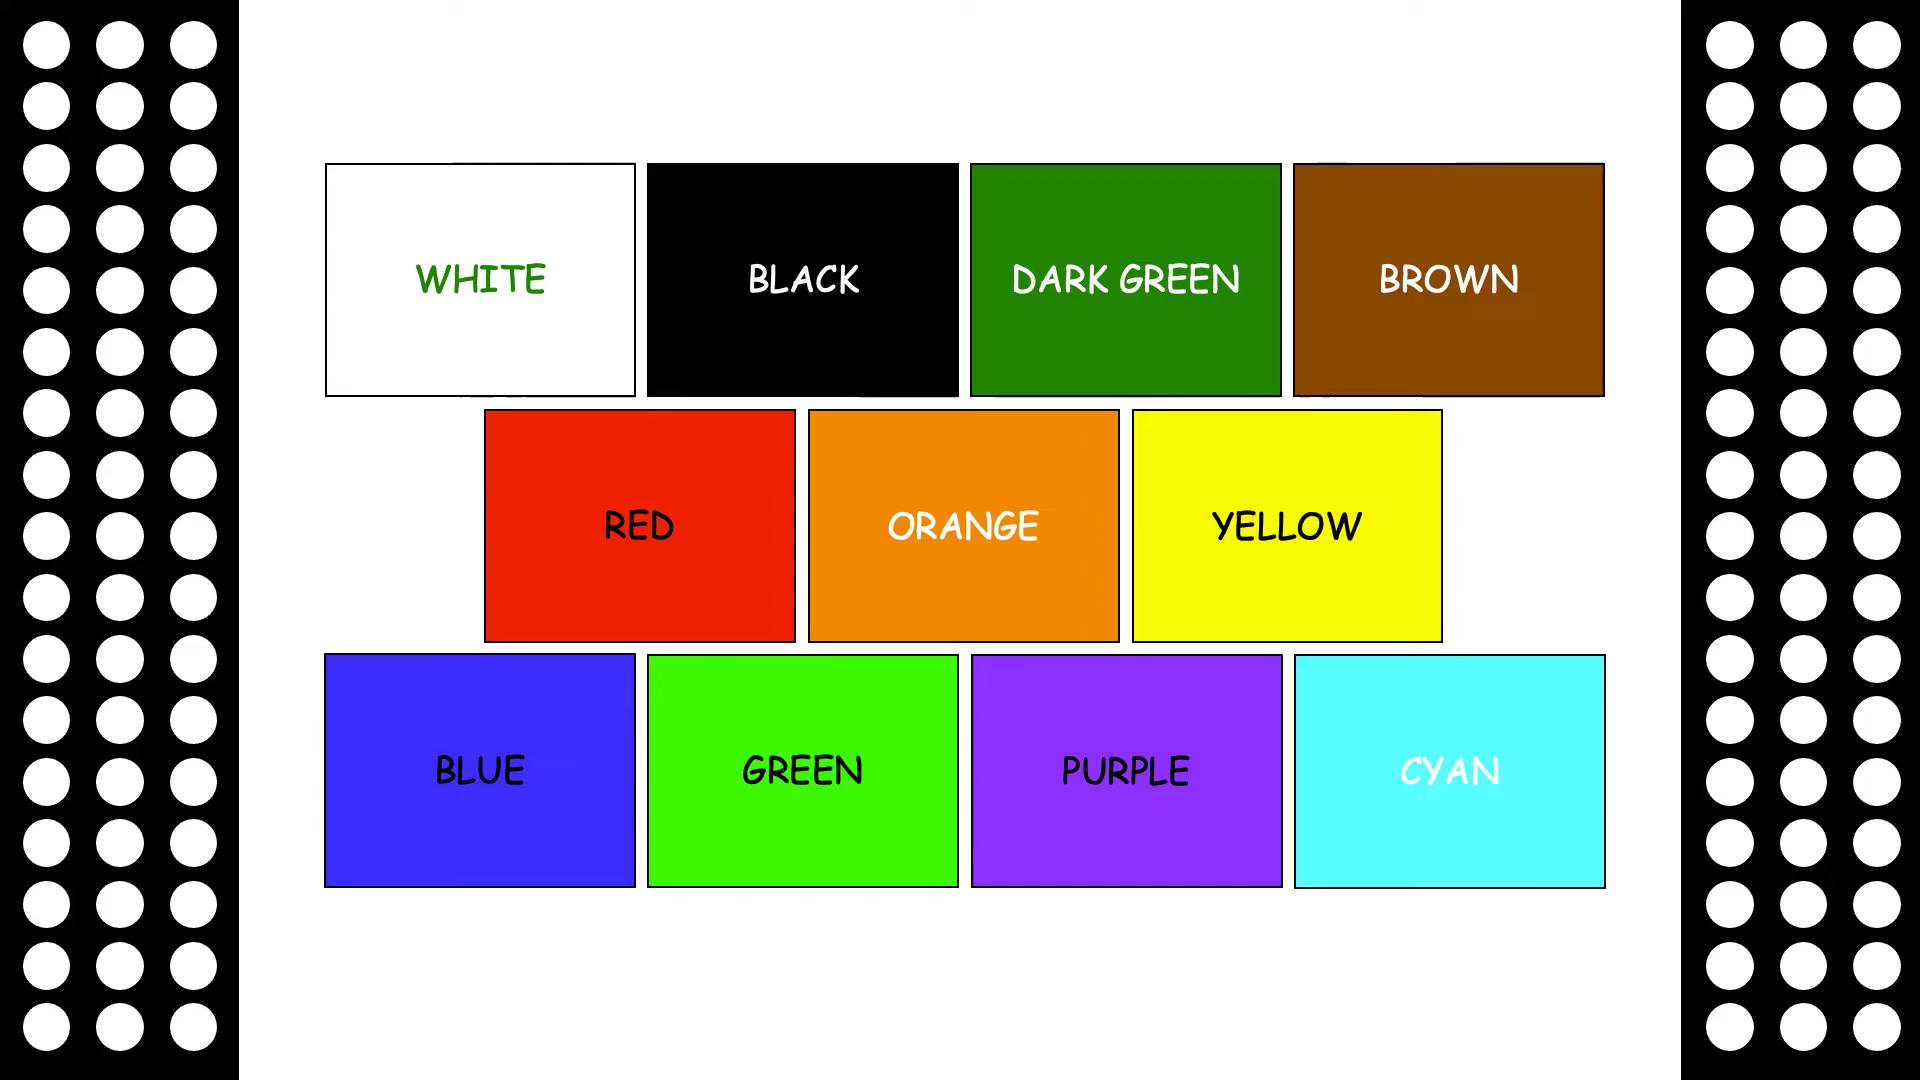 WHITE
BLACK
DARK GREEN
BROWN
RED
ORANGE
YELLOW
BLUE
GREEN
PURPLE
CYAN